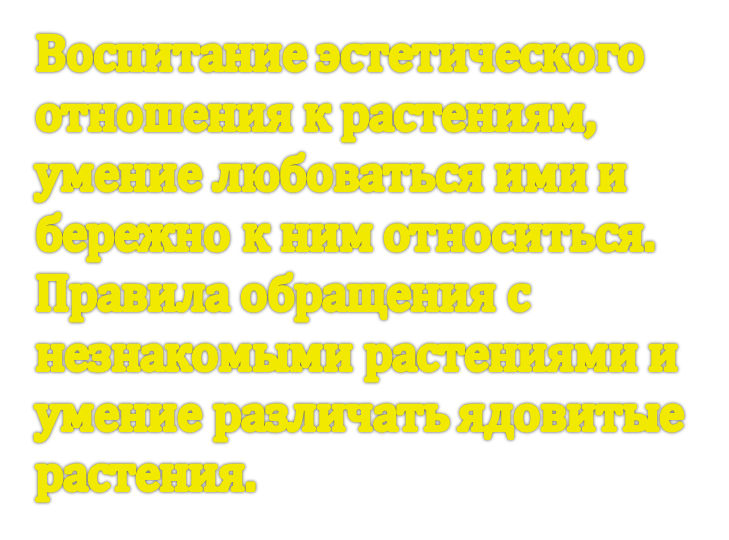 Воспитание эстетического
отношения к растениям,
умение любоваться ими и
бережно к ним относиться.
Правила обращения с
незнакомыми растениями и
умение различать ядовитые
растения.